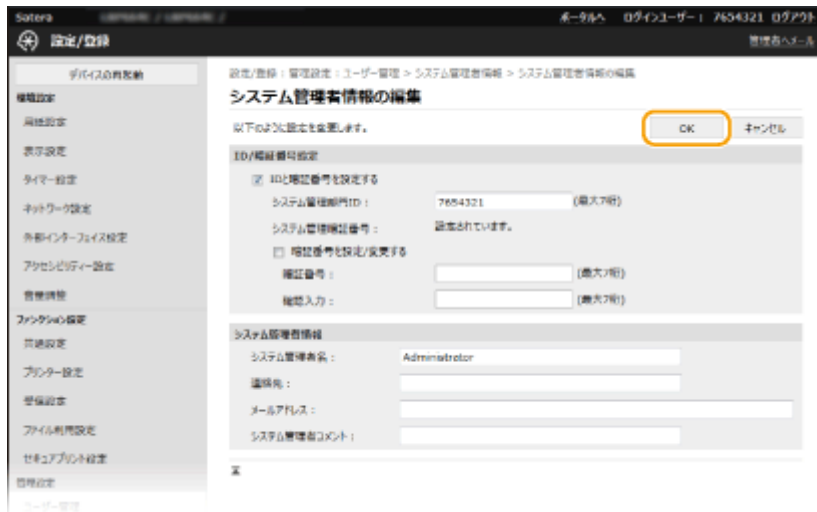 Satera
ポータルへ ログインユーザー: 7654321 ログアウト
設定/登録
管理者へメール
デバイスの再起動
設定/登録 : 管理設定 : ユーザー管理 > システム管理者情報 > システム管理者情報の編集
環境設定
システム管理者情報の編集
用紙設定
以下のように設定を変更します。
OK
キャンセル
表示設定
ID/暗証番号設定
タイマー設定
IDと暗証番号を設定する
システム管理部門ID : 7654321 (最大7桁)
ネットワーク設定
システム管理暗証番号 : 設定されています。
外部インターフェイス設定
暗証番号を設定/変更する
アクセシビリティー設定
暗証番号 : (最大7桁)
音量調整
確認入力 : (最大7桁)
ファンクション設定
システム管理者情報
共通設定
システム管理者名 : Administrator
プリンター設定
連絡先 :
受信設定
メールアドレス :
ファイル利用設定
システム管理者コメント :
セキュアプリント設定
管理設定
ユーザー管理